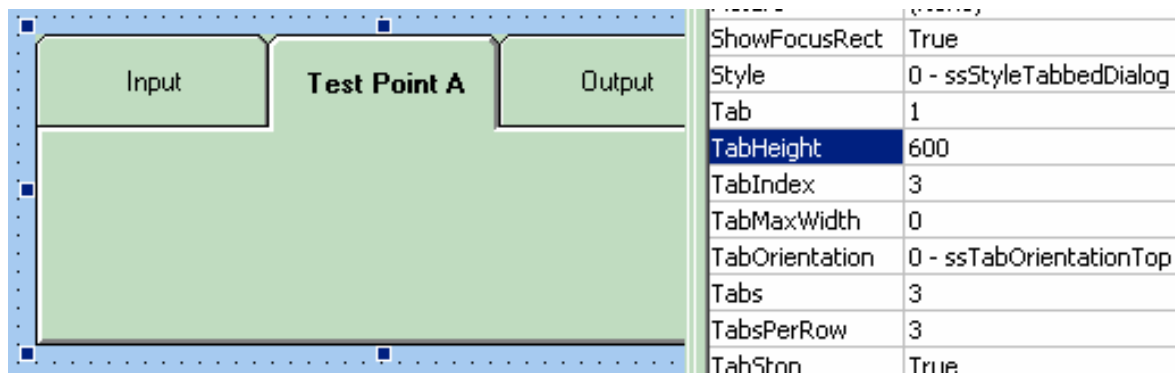 Input Test Point A Output
ShowFocusRect True
Style 0 - ssStyleTabbedDialog
Tab 1
TabHeight 600
TabIndex 3
TabMaxWidth 0
TabOrientation 0 - ssTabOrientationTop
Tabs 3
TabsPerRow 3
TabStop True